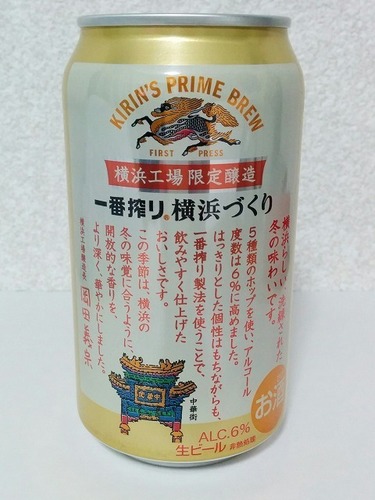 KIRIN'S PRIME BREW
FIRST PRESS
横浜工場限定醸造
一番搾り®横浜づくり
横浜らしい、洗練された
冬の味わいです。
5種類のホップを使い、アルコール
度数は6%に高めました。
はっきりとした個性はもちながらも、
一番搾り製法を使うことで、
飲みやすく仕上げた
おいしさです。
この季節は、横浜の
冬の味覚に合うように、
開放的な香りを、
より深く、華やかにしました。
横浜工場醸造長
中華街
お酒
ALC.6%
生ビール 非熱処理